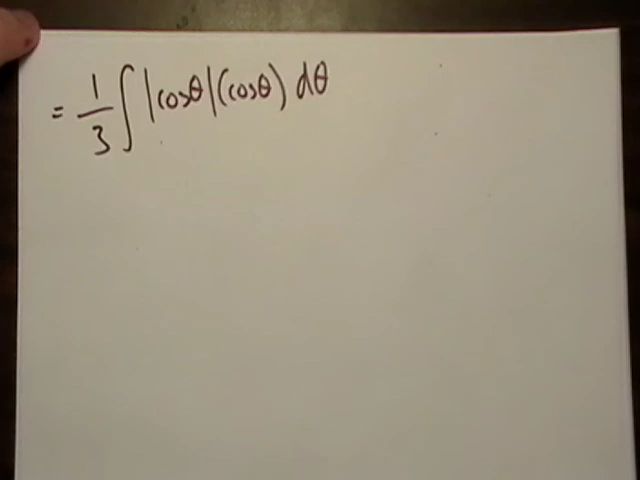 = 1/3 ∫ |cosθ|(cosθ) dθ